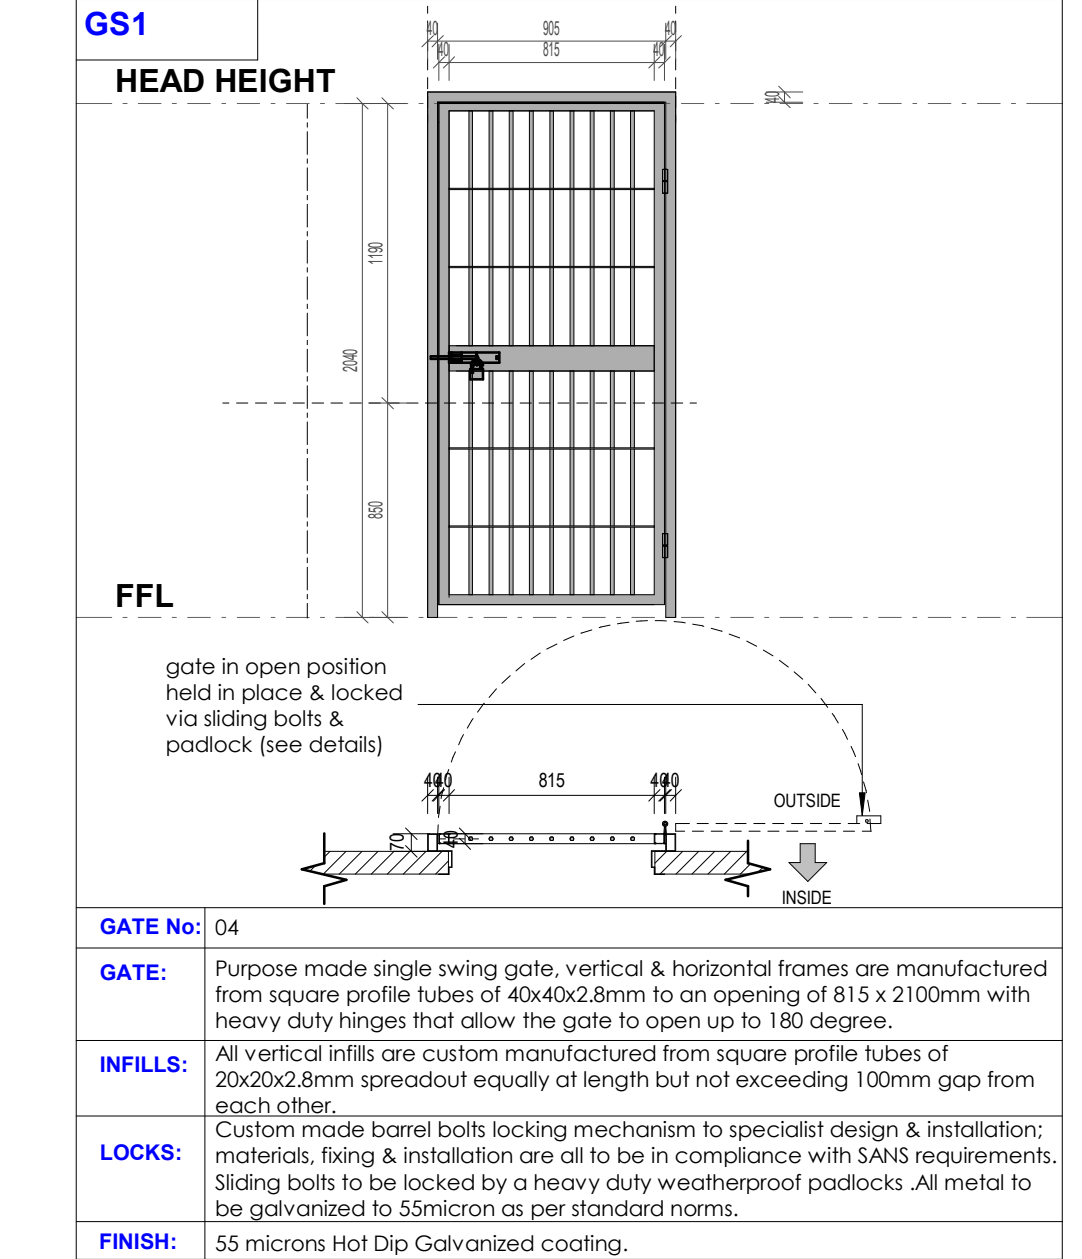 GS1
40 905 40
40 815 40
HEAD HEIGHT
40
1190
2040
850
FFL
gate in open position
held in place & locked
via sliding bolts &
padlock (see details)
40 40 815 40 40
OUTSIDE
70 40
INSIDE
GATE No: 04
GATE: Purpose made single swing gate, vertical & horizontal frames are manufactured
from square profile tubes of 40x40x2.8mm to an opening of 815 x 2100mm with
heavy duty hinges that allow the gate to open up to 180 degree.
INFILLS: All vertical infills are custom manufactured from square profile tubes of
20x20x2.8mm spreadout equally at length but not exceeding 100mm gap from
each other.
LOCKS: Custom made barrel bolts locking mechanism to specialist design & installation;
materials, fixing & installation are all to be in compliance with SANS requirements.
Sliding bolts to be locked by a heavy duty weatherproof padlocks .All metal to
be galvanized to 55micron as per standard norms.
FINISH: 55 microns Hot Dip Galvanized coating.